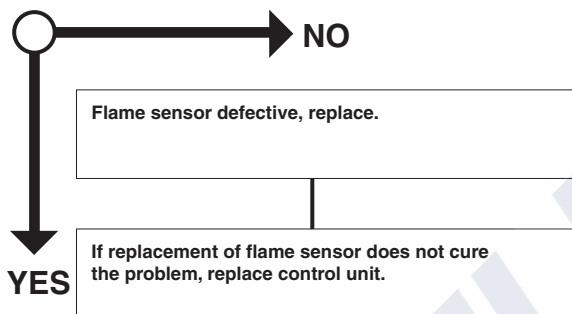 NO
Flame sensor defective, replace.
If replacement of flame sensor does not cure
the problem, replace control unit.
YES